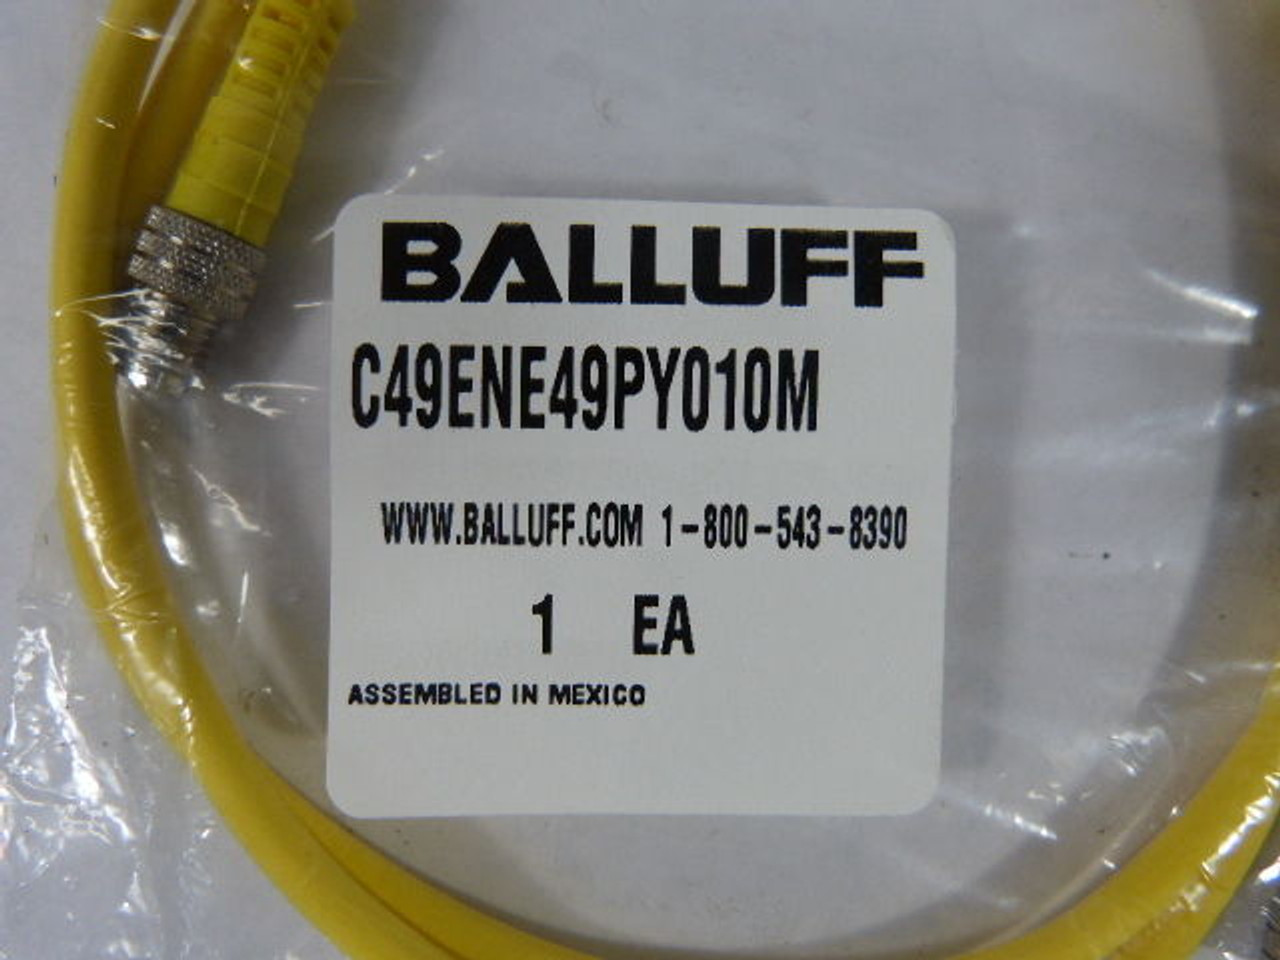 BALLUFF
C49ENE49PY010M
WWW.BALLUFF.COM 1-800-543-8390
1 EA
ASSEMBLED IN MEXICO